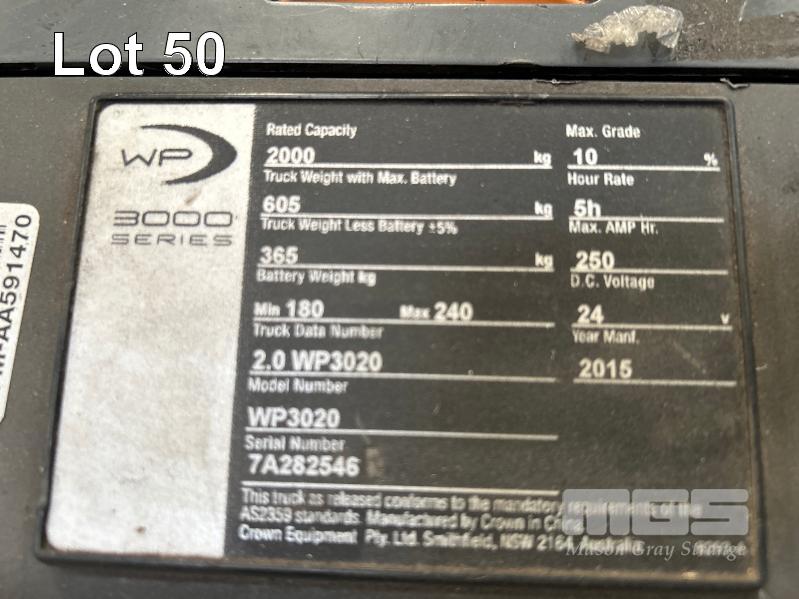 Lot 50
WP
3000
SERIES
Rated Capacity
2000 kg
Truck Weight with Max. Battery
605 kg
Truck Weight Less Battery ±5%
365 kg
Battery Weight kg
Min 180 Max 240
Truck Data Number
2.0 WP3020
Model Number
WP3020
Serial Number
7A282546
Max. Grade
10 %
Hour Rate
5h
Max. AMP Hr.
250
D.C. Voltage
24 v
Year Manf.
2015
This truck as released conforms to the mandatory requirements of the
AS2359 standards. Manufactured by Crown in China
Crown Equipment Pty. Ltd. Smithfield, NSW 2164, Australia
AA591470
MGS
Mason Gray Strange